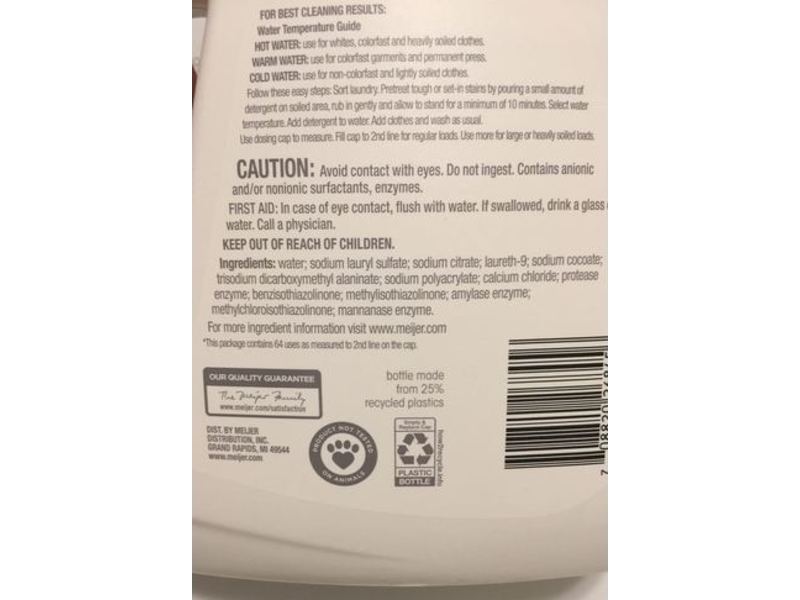 FOR BEST CLEANING RESULTS:
Water Temperature Guide
HOT WATER: use for whites, colorfast and heavily soiled clothes.
WARM WATER: use for colorfast garments and permanent press.
COLD WATER: use for non-colorfast and lightly soiled clothes.
Follow these easy steps: Sort laundry. Pretreat tough or set-in stains by pouring a small amount of
detergent on soiled area, rub in gently and allow to stand for a minimum of 10 minutes. Select water
temperature. Add detergent to water. Add clothes and wash as usual.
Use dosing cap to measure. Fill cap to 2nd line for regular loads. Use more for large or heavily soiled loads.
CAUTION: Avoid contact with eyes. Do not ingest. Contains anionic
and/or nonionic surfactants, enzymes.
FIRST AID: In case of eye contact, flush with water. If swallowed, drink a glass
water. Call a physician.
KEEP OUT OF REACH OF CHILDREN.
Ingredients: water; sodium lauryl sulfate; sodium citrate; laureth-9; sodium cocoate;
trisodium dicarboxymethyl alaninate; sodium polyacrylate; calcium chloride; protease
enzyme; benzisothiazolinone; methylisothiazolinone; amylase enzyme;
methylchloroisothiazolinone; mannanase enzyme.
For more ingredient information visit www.meijer.com
*This package contains 64 uses as measured to 2nd line on the cap.
OUR QUALITY GUARANTEE
The Meijer Family
www.meijer.com/satisfaction
bottle made
from 25%
recycled plastics
DIST. BY MEIJER
DISTRIBUTION, INC.
GRAND RAPIDS, MI 49544
www.meijer.com
PRODUCT NOT TESTED
ON ANIMALS
Empty &
Replace Cap
PLASTIC
BOTTLE
how2recycle.info